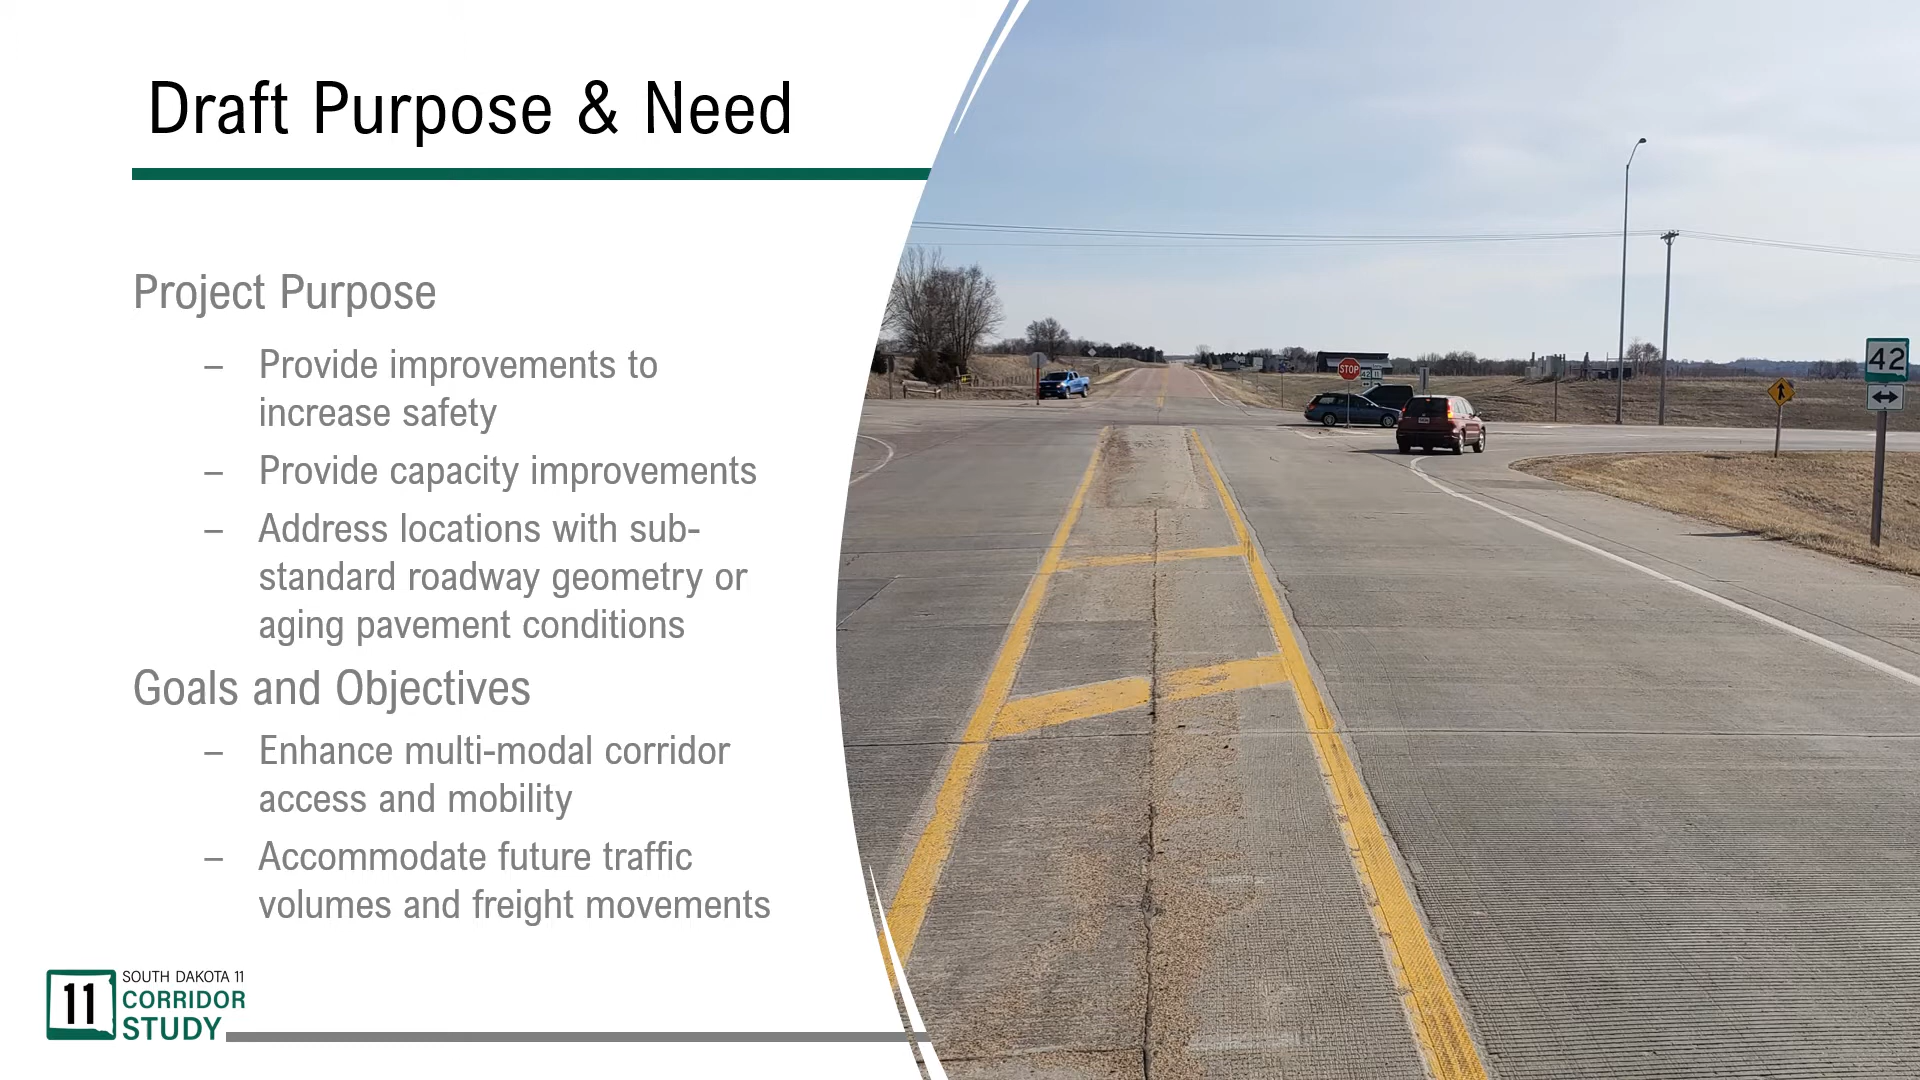 Draft Purpose & Need
Project Purpose
– Provide improvements to
increase safety
– Provide capacity improvements
– Address locations with sub-
standard roadway geometry or
aging pavement conditions
Goals and Objectives
– Enhance multi-modal corridor
access and mobility
– Accommodate future traffic
volumes and freight movements
11
SOUTH DAKOTA 11
CORRIDOR
STUDY
STOP
42 11
42